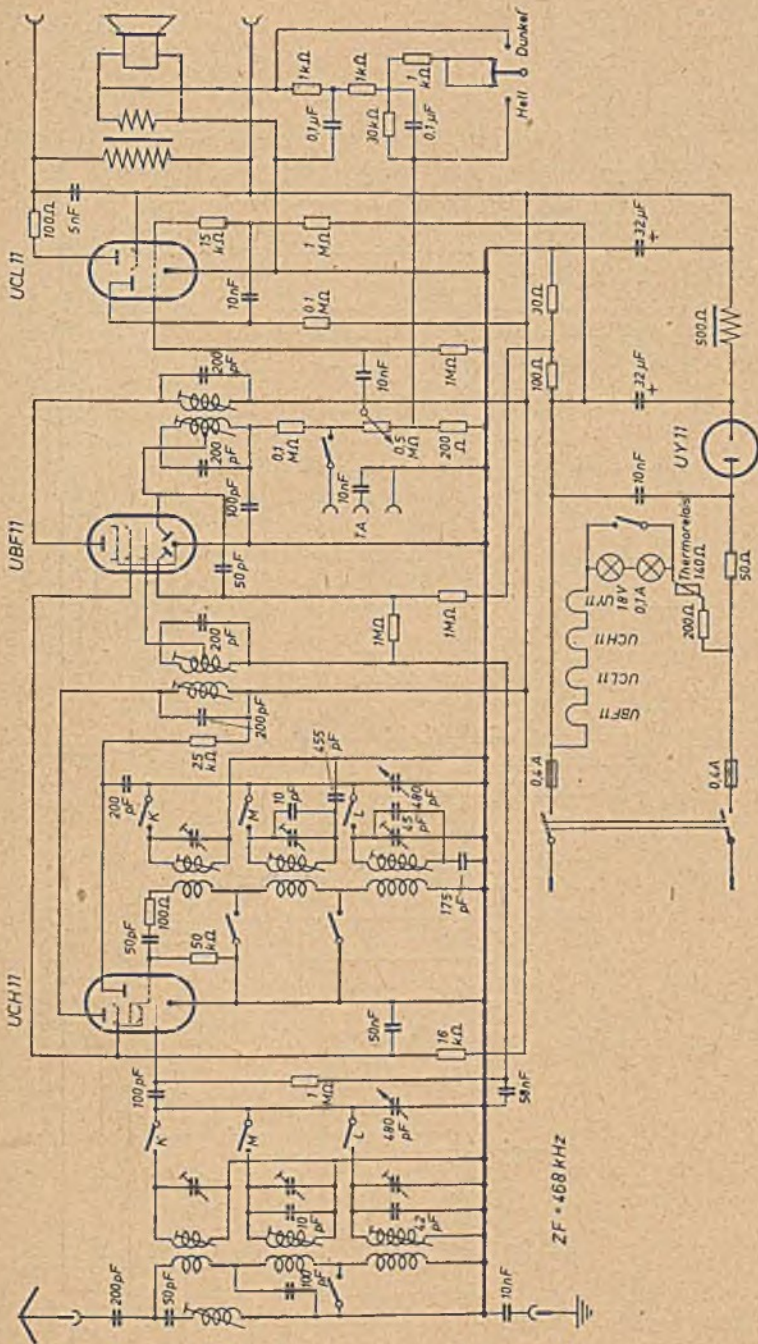 UCH11
UBF11
UCL11
100Ω
5nF
15 kΩ
10nF
1 MΩ
0,1 MΩ
1kΩ
0,1µF
1kΩ
30kΩ
0,1µF
1 kΩ
Hell
Dunkel
200 pF
200 pF
100pF
0,1 MΩ
10nF
TA
0,5 MΩ
10nF
200 Ω
1MΩ
50pF
200 pF
1MΩ
1MΩ
200pF
25 kΩ
200 pF
K
M
L
10 pF
455 pF
45 pF
480 pF
175 pF
50pF
100Ω
50 kΩ
50nF
16 kΩ
100pF
1 MΩ
58nF
K
M
L
480 pF
10 pF
42 pF
200pF
50pF
100 pF
10nF
ZF = 468 kHz
30Ω
100Ω
32µF
+
32µF
+
500Ω
UY11
10nF
50Ω
Thermorelais
140Ω
200Ω
18V
0,1A
UY11
UCH11
UCL11
UBF11
0,4A
0,4A